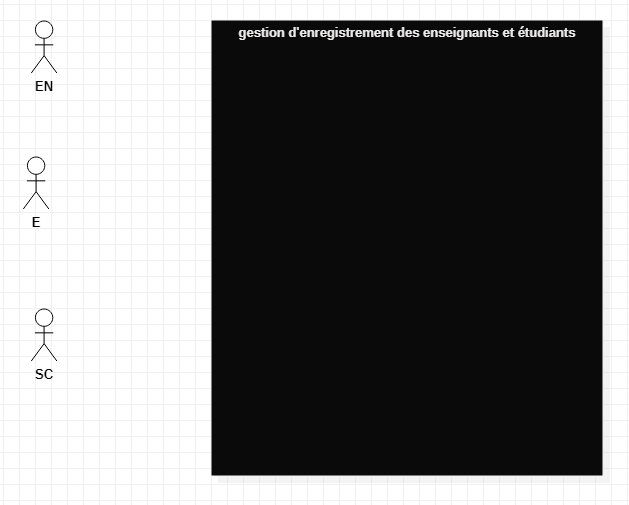 gestion d'enregistrement des enseignants et étudiants
EN
E
SC